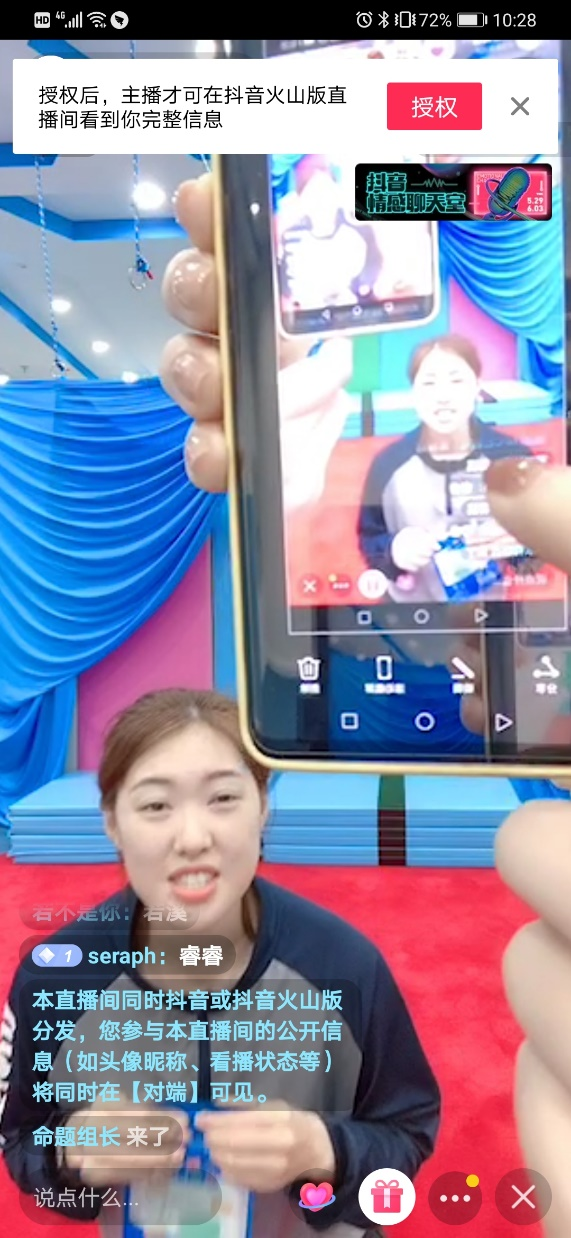 HD 4G 72% 10:28
授权后，主播才可在抖音火山版直
播间看到你完整信息
授权
抖音
情感聊天室
5.29
6.03
若不是你：若溪
1 seraph：睿睿
本直播间同时抖音或抖音火山版
分发，您参与本直播间的公开信
息（如头像昵称、看播状态等）
将同时在【对端】可见。
命题组长 来了
说点什么...